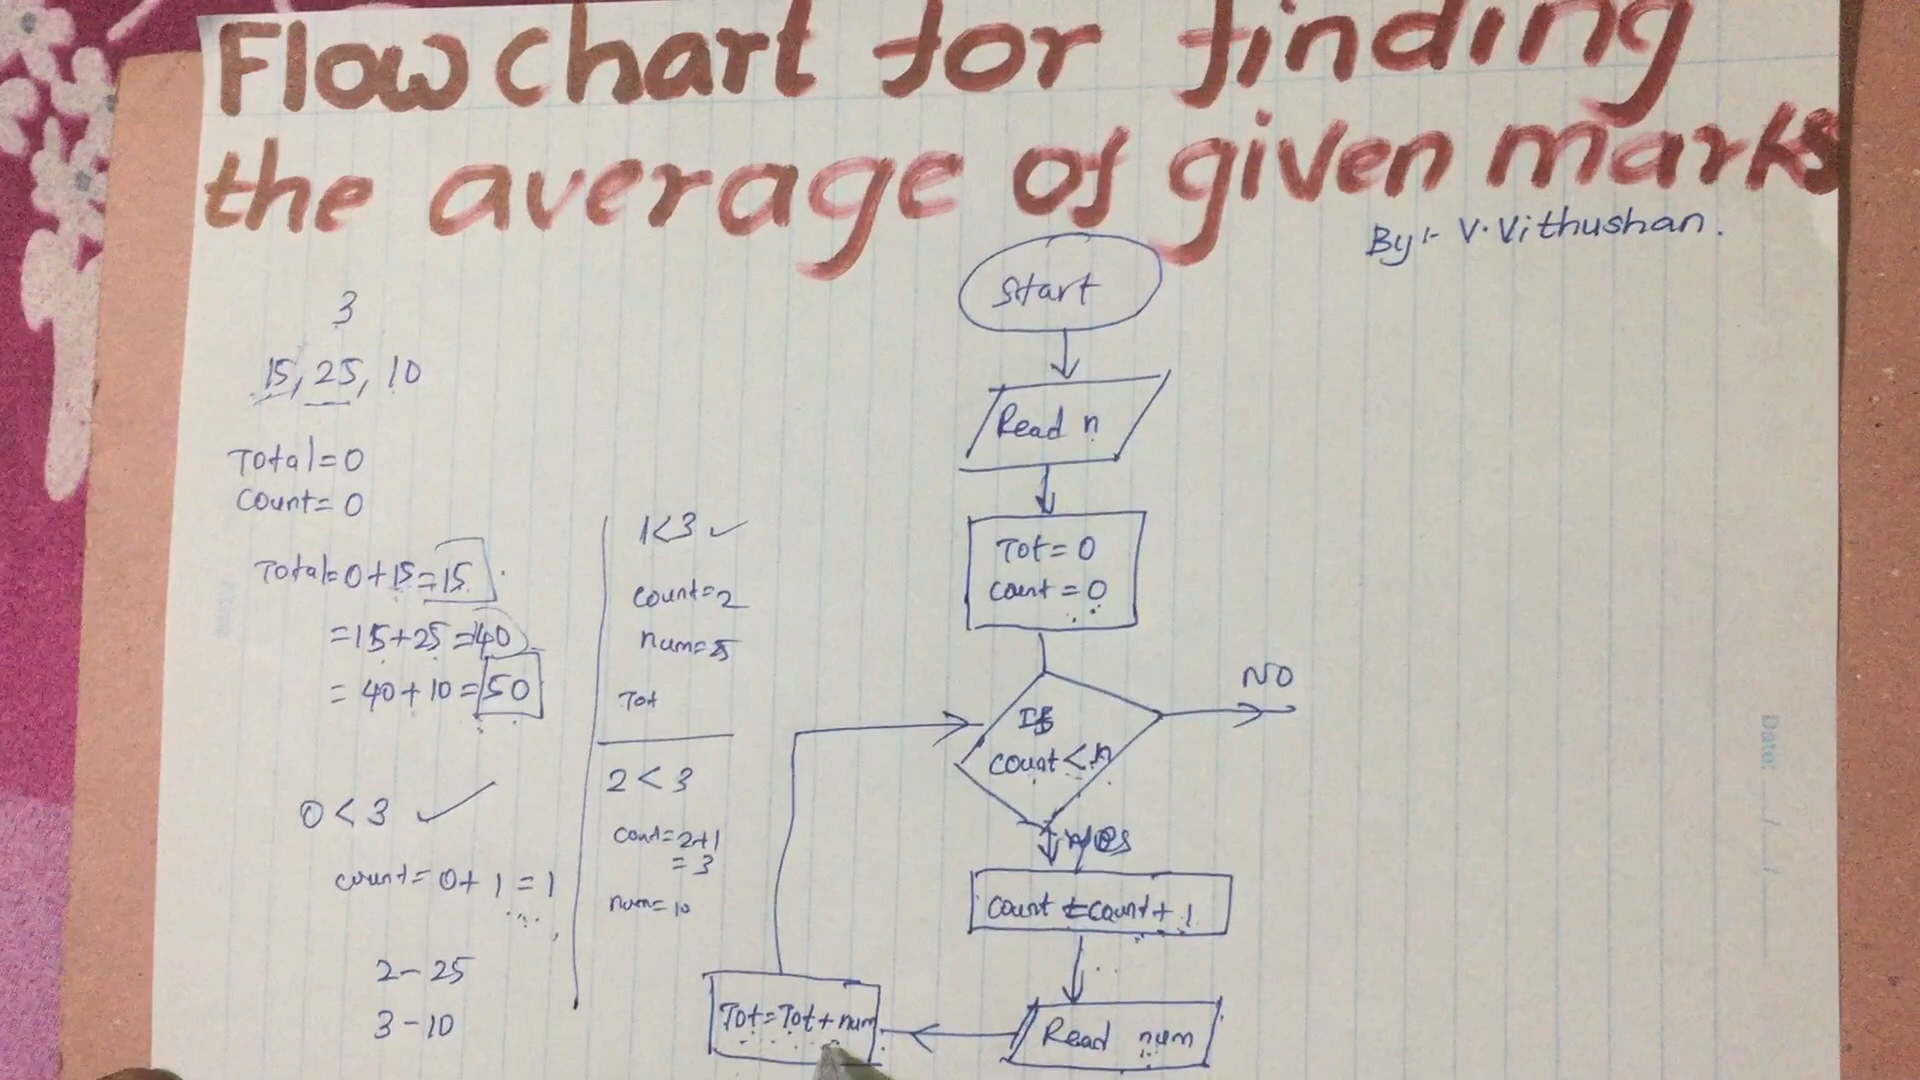 Flow chart for finding
the average of given marks
By:- V. Vithushan.
3
15, 25, 10
Total=0
Count=0
Total=0+15=15
=15+25=40
=40+10=50
0<3 ✓
count=0+1=1
2-25
3-10
1<3 ✓
count=2
Tot
2<3
count=2+1
=3
num=10
Start
Read n
Tot=0
count=0
If
count<n
NO
yes
count=count+1
Read num
Tot=Tot+num
Date: